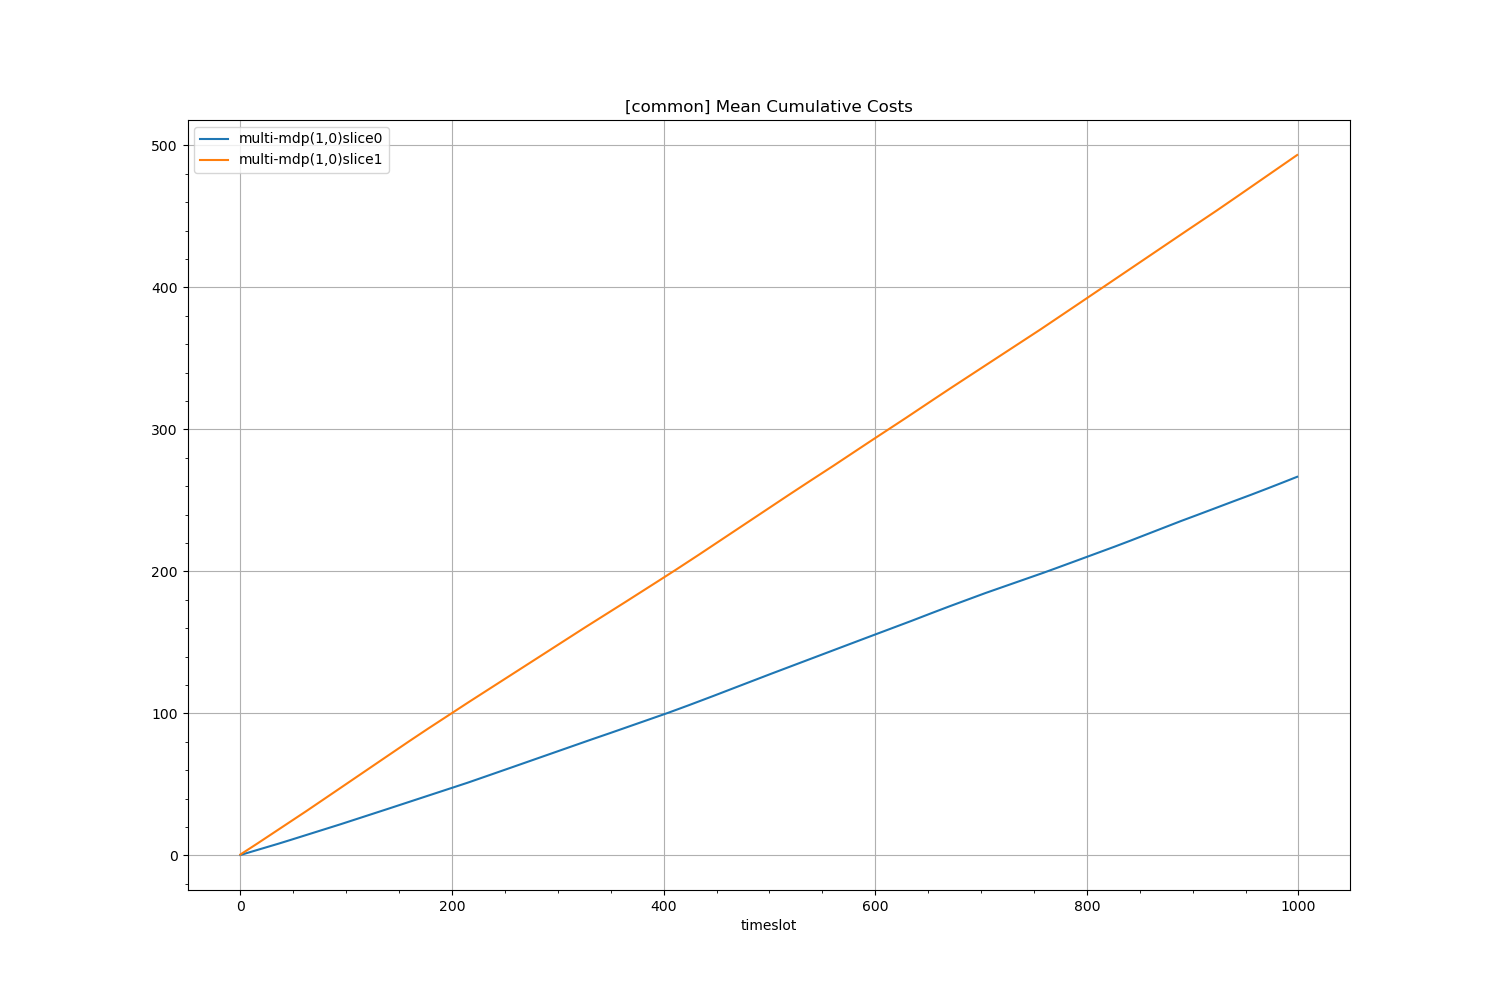 [common] Mean Cumulative Costs
multi-mdp(1,0)slice0
multi-mdp(1,0)slice1
500
400
300
200
100
0
0 200 400 600 800 1000
timeslot